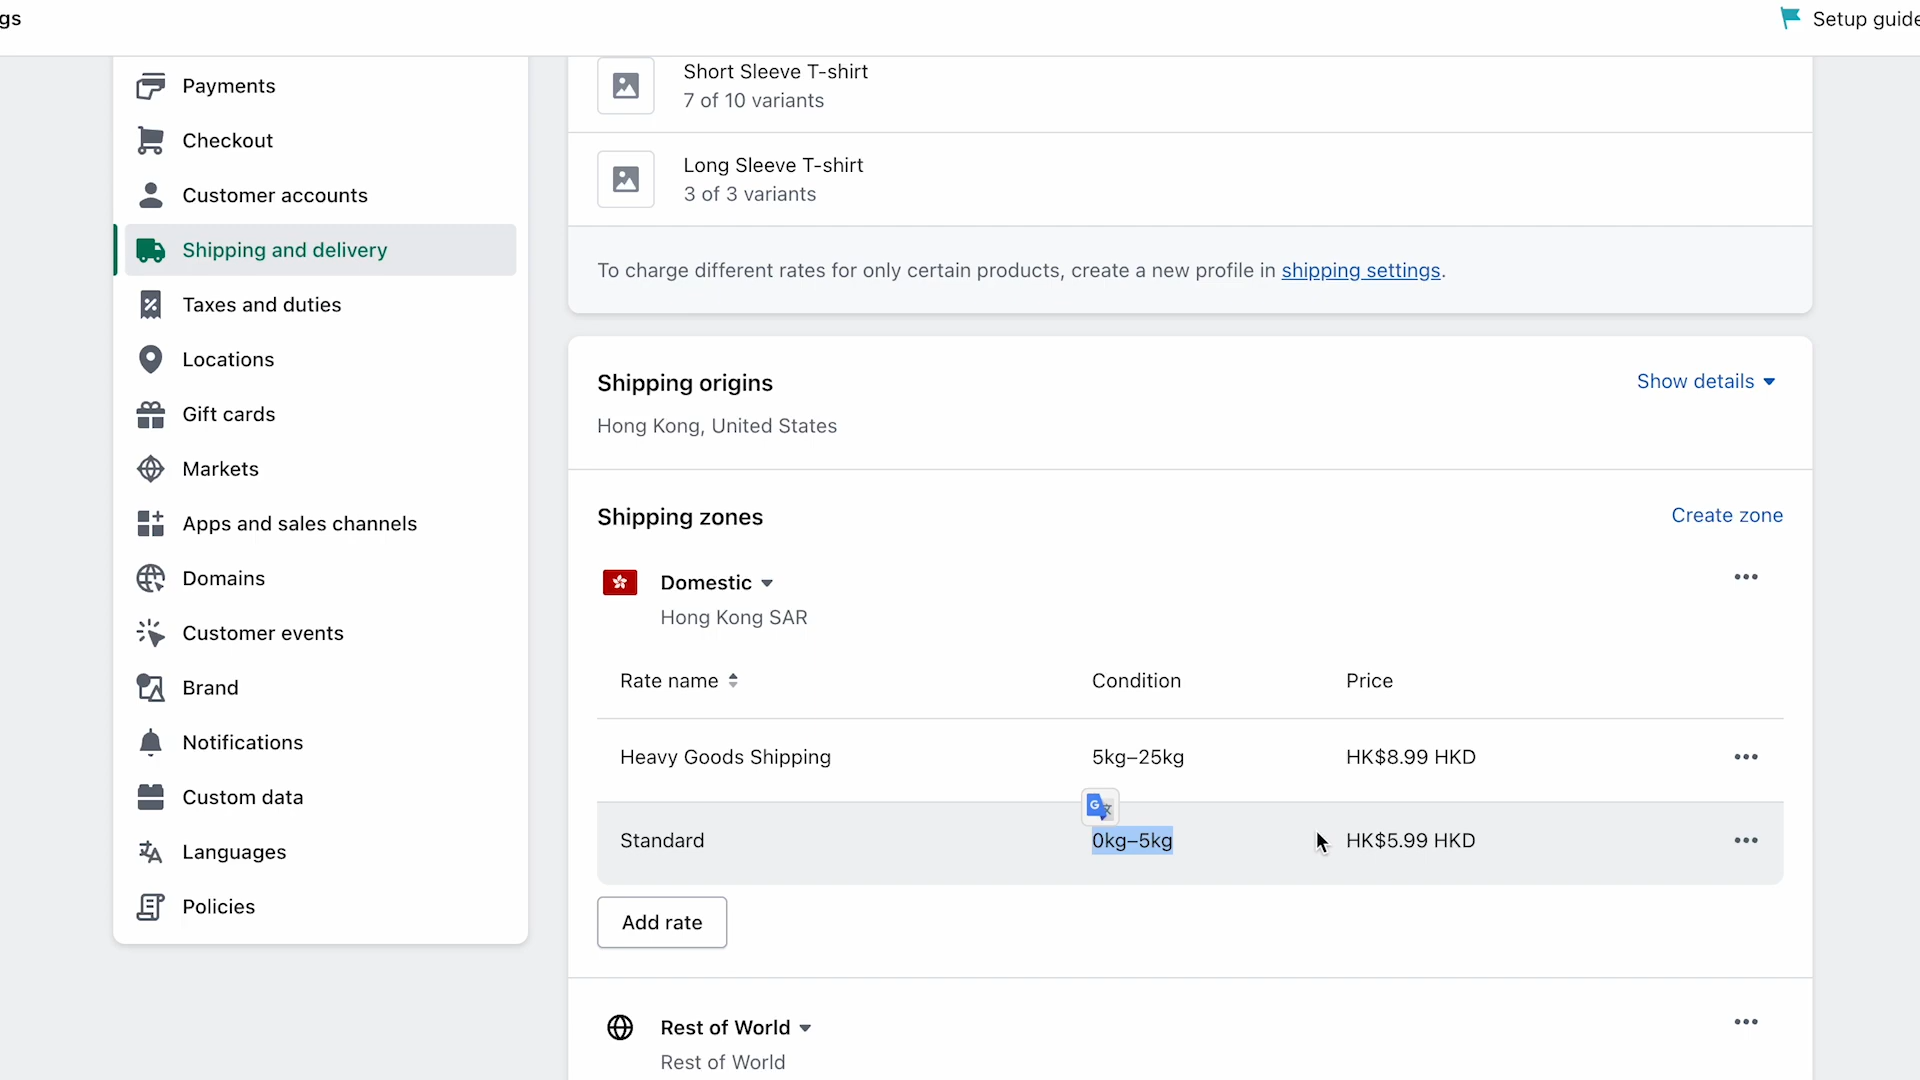 gs
Setup guide
Payments
Checkout
Customer accounts
Shipping and delivery
Taxes and duties
Locations
Gift cards
Markets
Apps and sales channels
Domains
Customer events
Brand
Notifications
Custom data
Languages
Policies
Short Sleeve T-shirt
7 of 10 variants
Long Sleeve T-shirt
3 of 3 variants
To charge different rates for only certain products, create a new profile in shipping settings.
Shipping origins
Show details
Hong Kong, United States
Shipping zones
Create zone
Domestic
Hong Kong SAR
Rate name Condition Price
Heavy Goods Shipping 5kg–25kg HK$8.99 HKD
Standard 0kg–5kg HK$5.99 HKD
Add rate
Rest of World
Rest of World